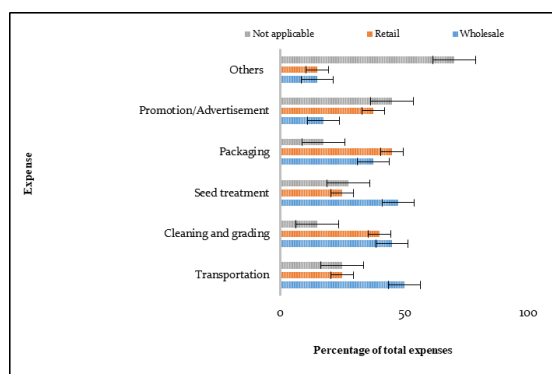 Not applicable Retail Wholesale
Others
Promotion/Advertisement
Packaging
Seed treatment
Cleaning and grading
Transportation
Expense
0 50 100
Percentage of total expenses